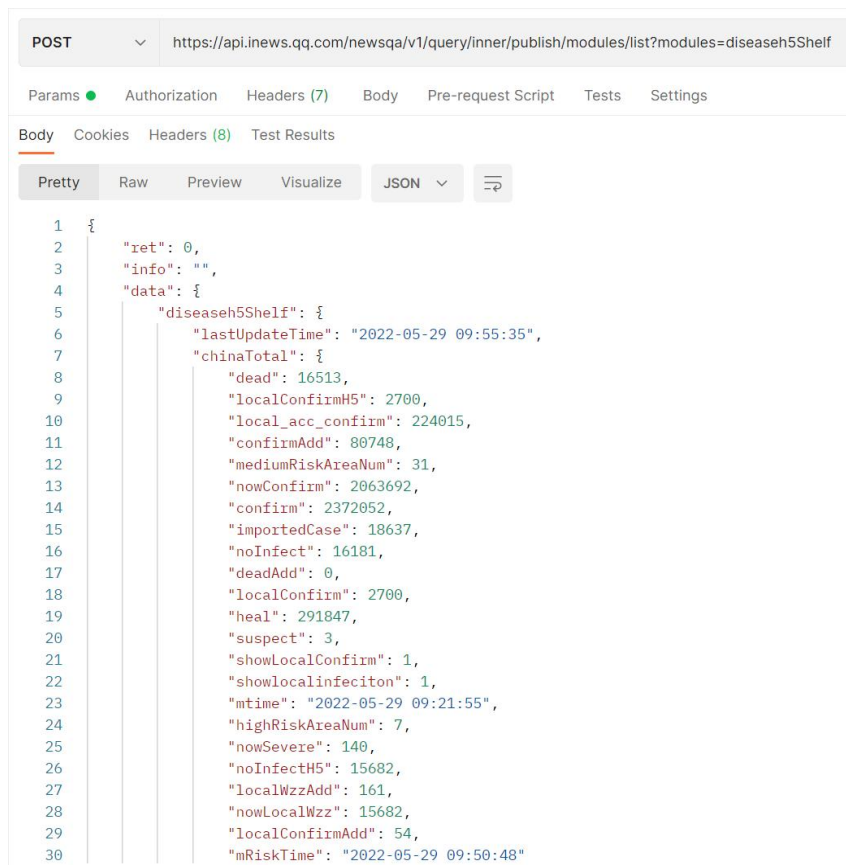 POST https://api.inews.qq.com/newsqa/v1/query/inner/publish/modules/list?modules=diseaseh5Shelf
Params Authorization Headers (7) Body Pre-request Script Tests Settings
Body Cookies Headers (8) Test Results
Pretty Raw Preview Visualize JSON
1 {
2 "ret": 0,
3 "info": "",
4 "data": {
5 "diseaseh5Shelf": {
6 "lastUpdateTime": "2022-05-29 09:55:35",
7 "chinaTotal": {
8 "dead": 16513,
9 "localConfirmH5": 2700,
10 "local_acc_confirm": 224015,
11 "confirmAdd": 80748,
12 "mediumRiskAreaNum": 31,
13 "nowConfirm": 2063692,
14 "confirm": 2372052,
15 "importedCase": 18637,
16 "noInfect": 16181,
17 "deadAdd": 0,
18 "localConfirm": 2700,
19 "heal": 291847,
20 "suspect": 3,
21 "showLocalConfirm": 1,
22 "showlocalinfeciton": 1,
23 "mtime": "2022-05-29 09:21:55",
24 "highRiskAreaNum": 7,
25 "nowSevere": 140,
26 "noInfectH5": 15682,
27 "localWzzAdd": 161,
28 "nowLocalWzz": 15682,
29 "localConfirmAdd": 54,
30 "mRiskTime": "2022-05-29 09:50:48"